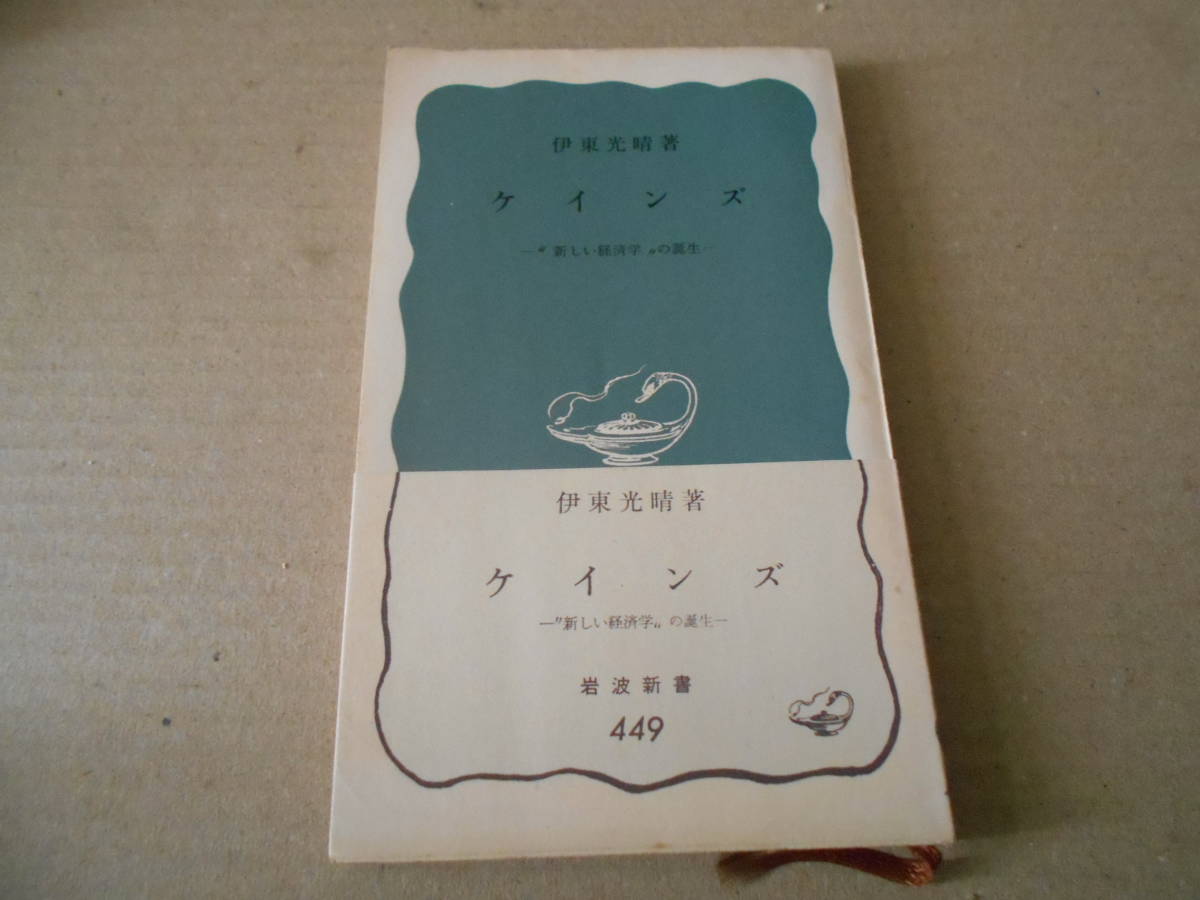 伊東光晴著
ケインズ
―〝新しい経済学〟の誕生―
伊東光晴著
ケインズ
―〝新しい経済学〟の誕生―
岩波新書
449